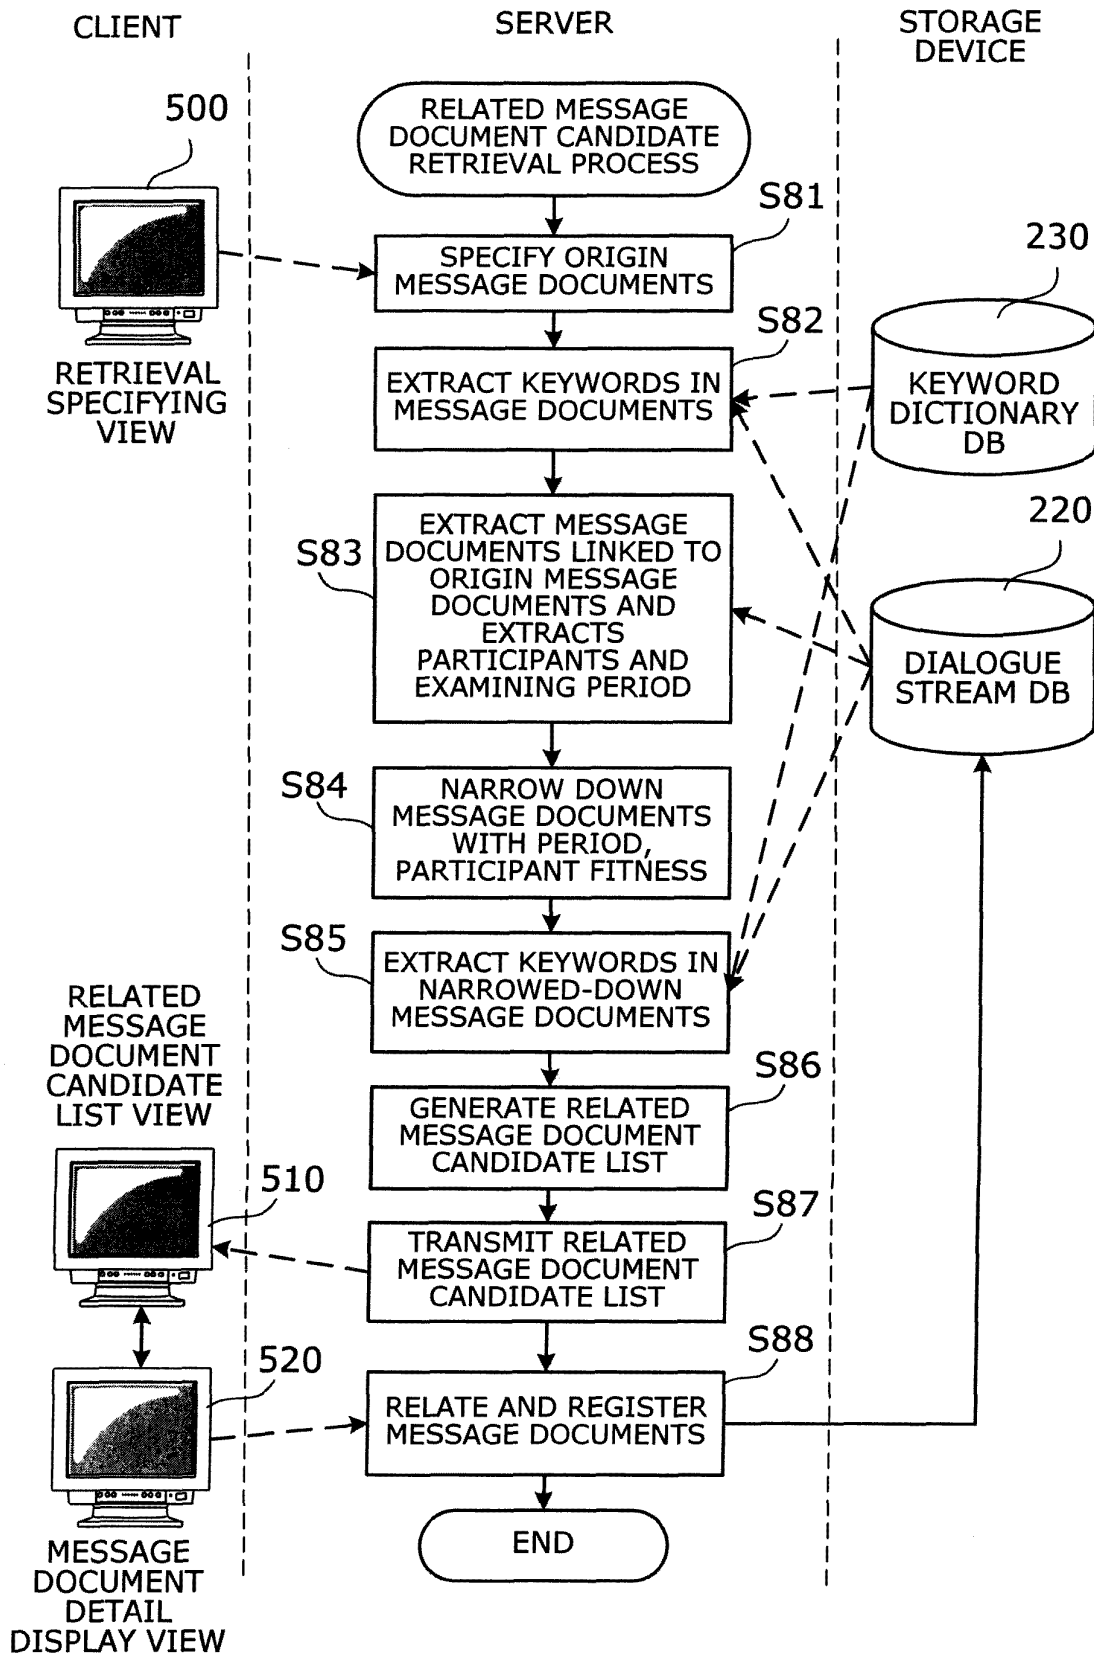 CLIENT
SERVER
STORAGE
DEVICE
500
RELATED MESSAGE
DOCUMENT CANDIDATE
RETRIEVAL PROCESS
S81
SPECIFY ORIGIN
MESSAGE DOCUMENTS
230
S82
RETRIEVAL
SPECIFYING
VIEW
EXTRACT KEYWORDS IN
MESSAGE DOCUMENTS
KEYWORD
DICTIONARY
DB
S83
EXTRACT MESSAGE
DOCUMENTS LINKED TO
ORIGIN MESSAGE
DOCUMENTS AND
EXTRACTS
PARTICIPANTS AND
EXAMINING PERIOD
220
DIALOGUE
STREAM DB
S84
NARROW DOWN
MESSAGE DOCUMENTS
WITH PERIOD,
PARTICIPANT FITNESS
S85
EXTRACT KEYWORDS IN
NARROWED-DOWN
MESSAGE DOCUMENTS
RELATED
MESSAGE
DOCUMENT
CANDIDATE
LIST VIEW
S86
GENERATE RELATED
MESSAGE DOCUMENT
CANDIDATE LIST
510
S87
TRANSMIT RELATED
MESSAGE DOCUMENT
CANDIDATE LIST
520
S88
RELATE AND REGISTER
MESSAGE DOCUMENTS
END
MESSAGE
DOCUMENT
DETAIL
DISPLAY VIEW